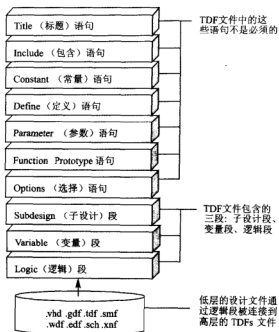 Title（标题）语句
Include（包含）语句
Constant（常量）语句
Define（定义）语句
Parameter（参数）语句
Function Prototype 语句
Options（选择）语句
Subdesign（子设计）段
Variable（变量）段
Logic（逻辑）段
.vbd .gdf .tdf .smf
.wdf .edf .sch .xnf
TDF文件中的这
些语句不是必须的
TDF文件包含的
三段：子设计段、
变量段、逻辑段
低层的设计文件通
过逻辑段被连接到
高层的 TDFs 文件